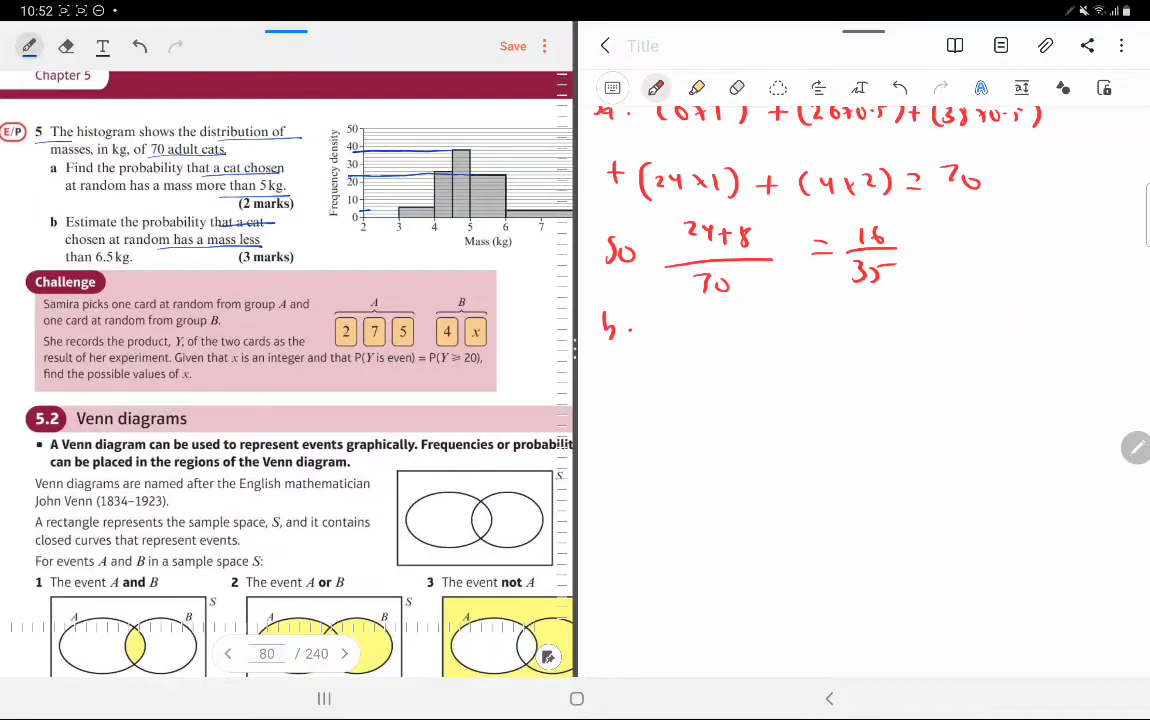 10:52
Save
Title
Chapter 5
E/P 5 The histogram shows the distribution of
masses, in kg, of 70 adult cats.
a Find the probability that a cat chosen
at random has a mass more than 5 kg.
(2 marks)
b Estimate the probability that a cat
chosen at random has a mass less
than 6.5 kg. (3 marks)
Frequency density
50
40
30
20
10
0
2 3 4 5 6 7
Mass (kg)
Challenge
Samira picks one card at random from group A and
one card at random from group B.
She records the product, Y, of the two cards as the
result of her experiment. Given that x is an integer and that P(Y is even) = P(Y ⩾ 20),
find the possible values of x.
A B
2 7 5 4 x
5.2 Venn diagrams
▪ A Venn diagram can be used to represent events graphically. Frequencies or probabilit
can be placed in the regions of the Venn diagram.
Venn diagrams are named after the English mathematician
John Venn (1834–1923).
A rectangle represents the sample space, S, and it contains
closed curves that represent events.
For events A and B in a sample space S:
S
1 The event A and B 2 The event A or B 3 The event not A
S S
A B A B A
80 / 240
+ (24×1) + (4×2) = 70
So 24+8 / 70 = 16 / 35
b.